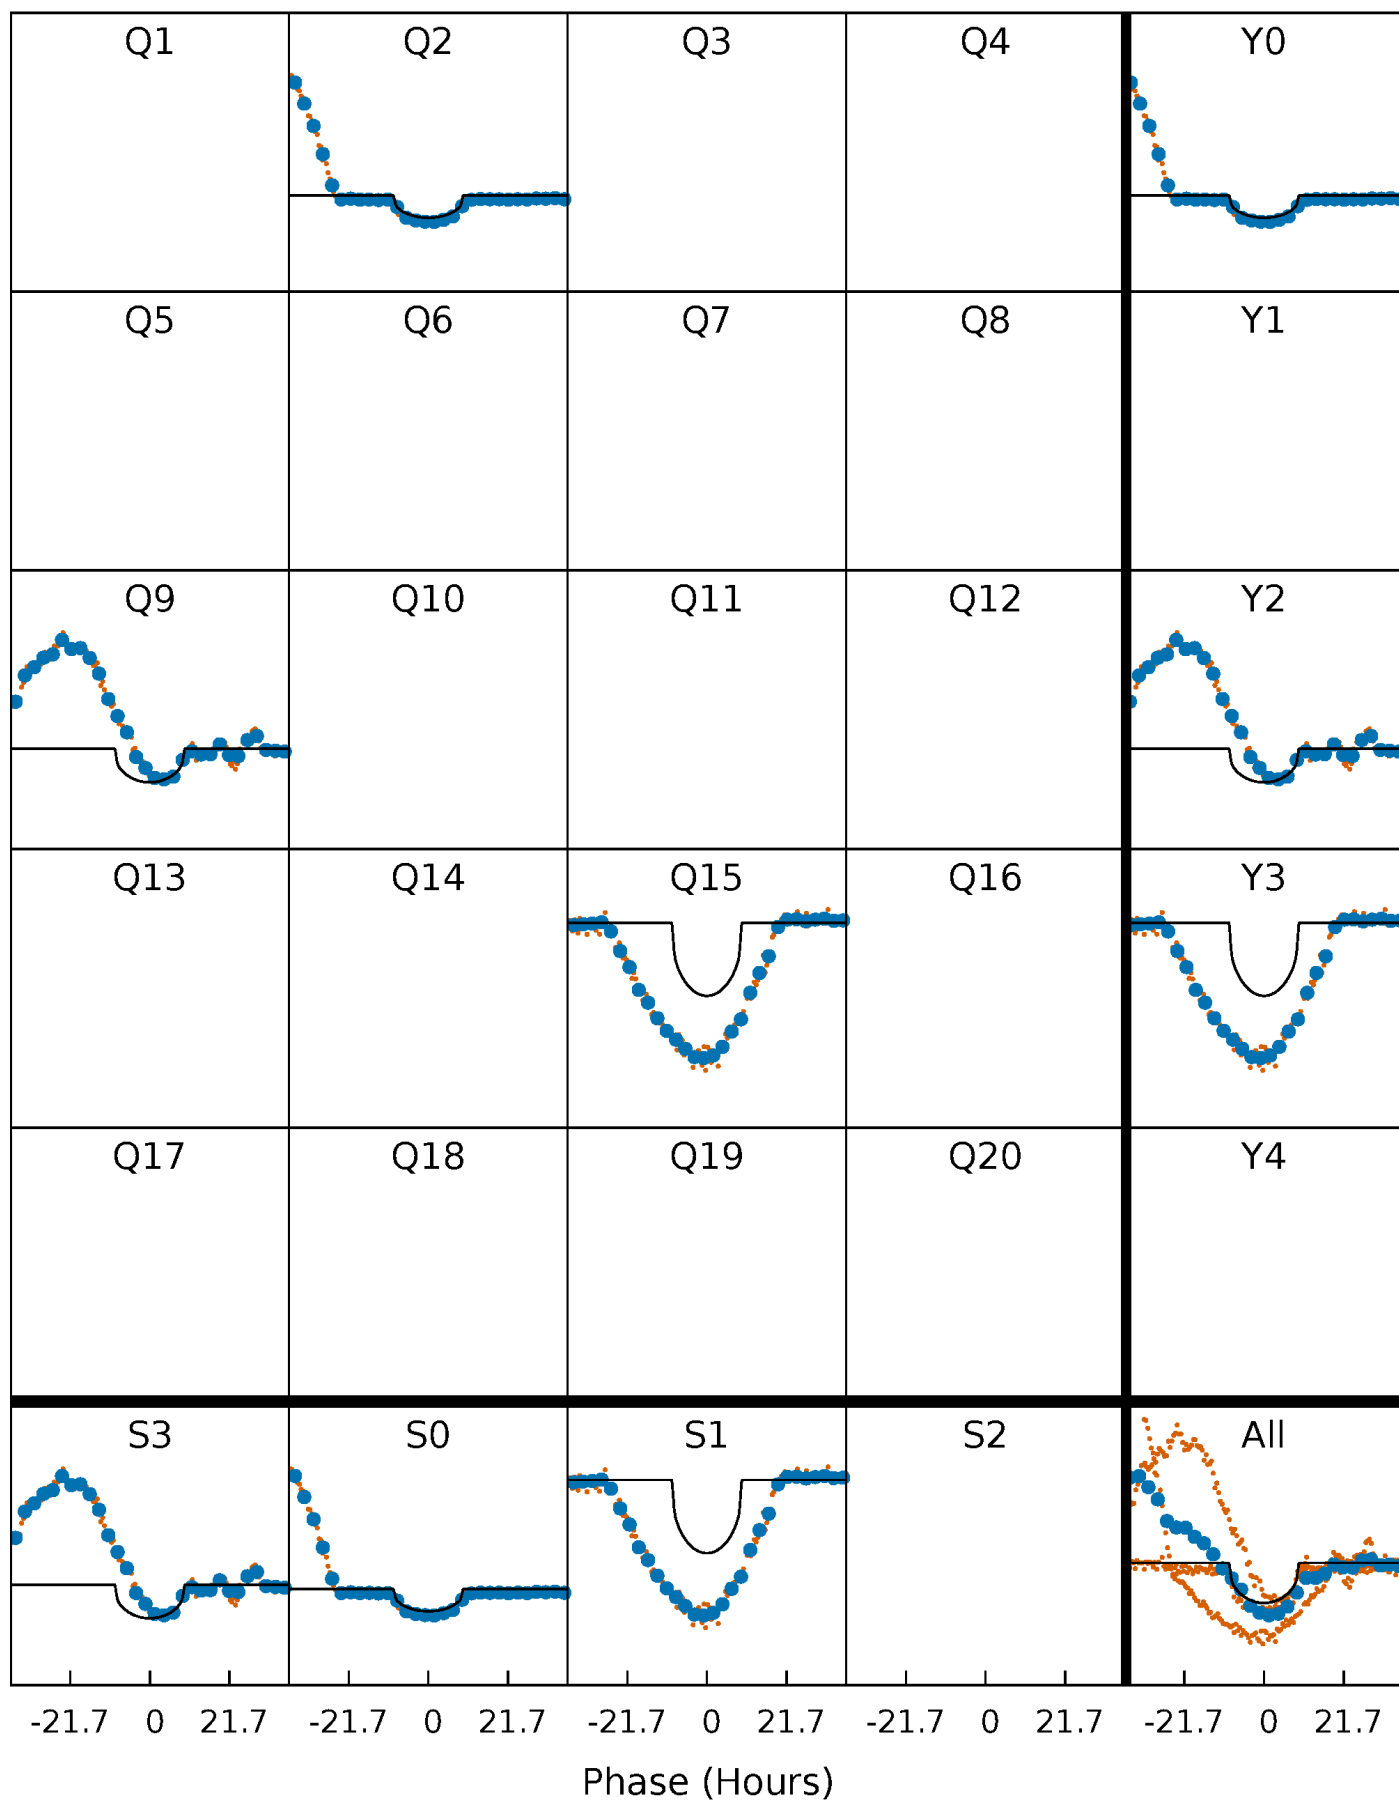 Q1 Q2 Q3 Q4 Y0
Q5 Q6 Q7 Q8 Y1
Q9 Q10 Q11 Q12 Y2
Q13 Q14 Q15 Q16 Y3
Q17 Q18 Q19 Q20 Y4
S3 S0 S1 S2 All
-21.7 0 21.7 -21.7 0 21.7 -21.7 0 21.7 -21.7 0 21.7 -21.7 0 21.7
Phase (Hours)